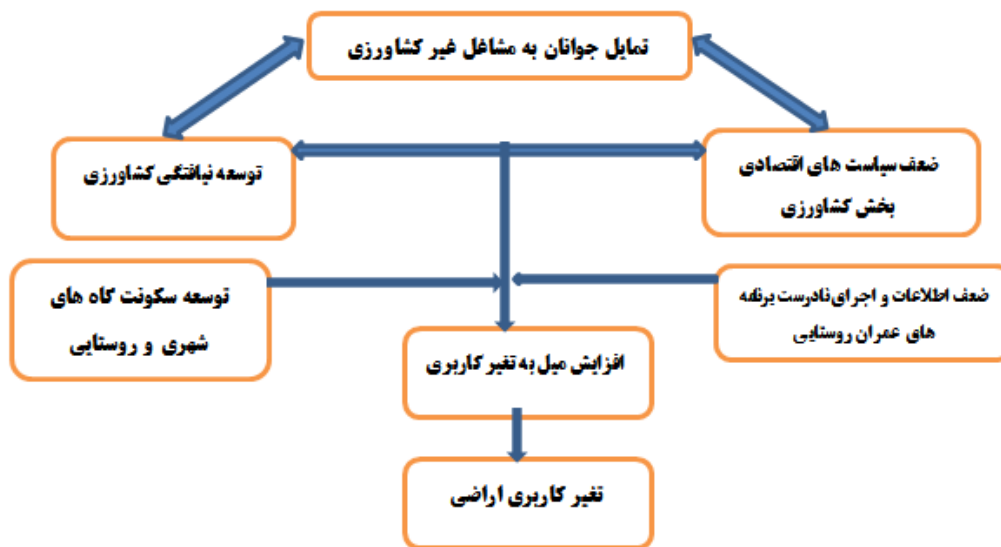 تمایل جوانان به مشاغل غیر کشاورزی
ضعف سیاست های اقتصادی
بخش کشاورزی
توسعه نیافتگی کشاورزی
ضعف اطلاعات و اجرای نادرست برنامه
های عمران روستایی
توسعه سکونت گاه های
شهری و روستایی
افزایش میل به تغیر کاربری
تغیر کاربری اراضی